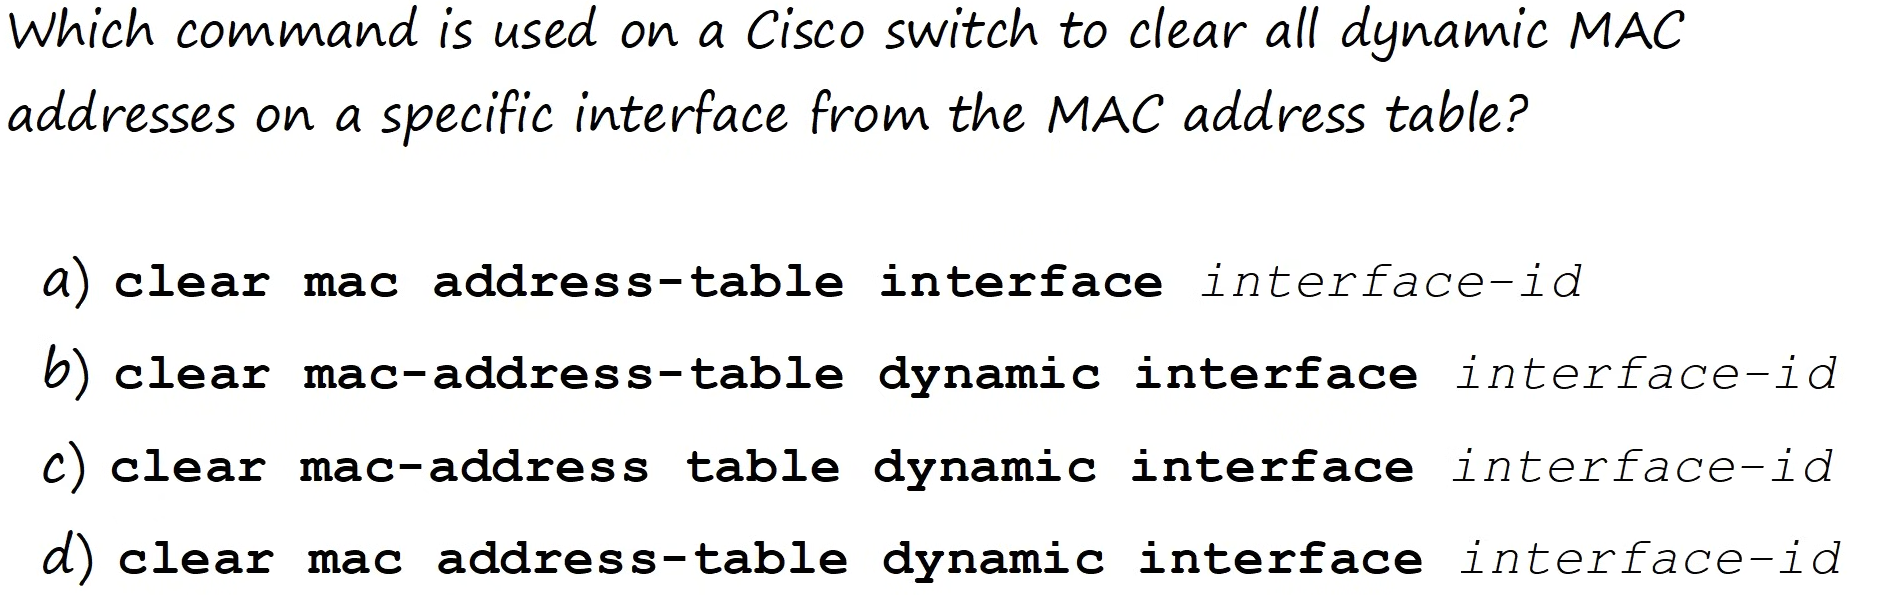 Which command is used on a Cisco switch to clear all dynamic MAC
addresses on a specific interface from the MAC address table?
a) clear mac address-table interface interface-id
b) clear mac-address-table dynamic interface interface-id
c) clear mac-address table dynamic interface interface-id
d) clear mac address-table dynamic interface interface-id